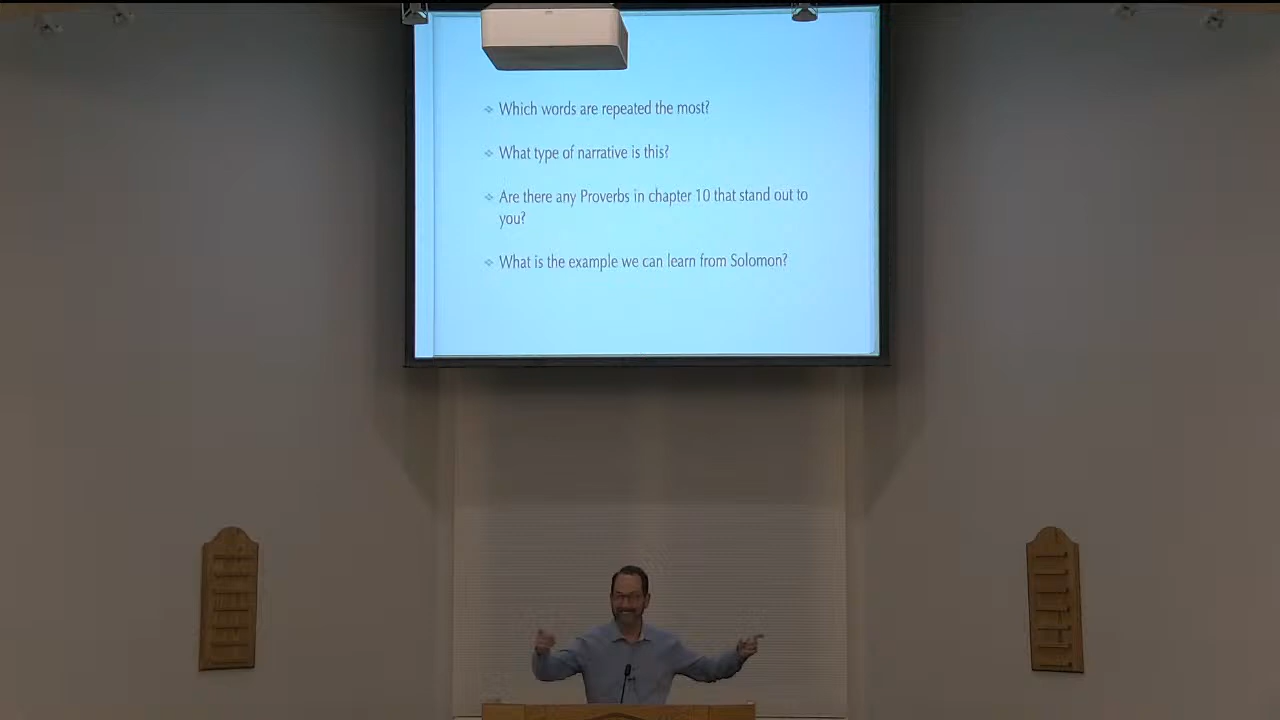 Which words are repeated the most?
What type of narrative is this?
Are there any Proverbs in chapter 10 that stand out to
you?
What is the example we can learn from Solomon?